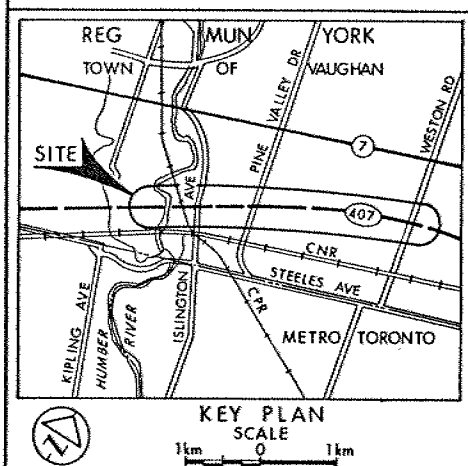 REG MUN YORK
TOWN OF VAUGHAN
PINE VALLEY DR
WESTON RD
7
SITE
AVE
407
CNR
STEELES AVE
KIPLING AVE
HUMBER RIVER
ISLINGTON
CPR
METRO TORONTO
N
KEY PLAN
SCALE
1km 0 1km